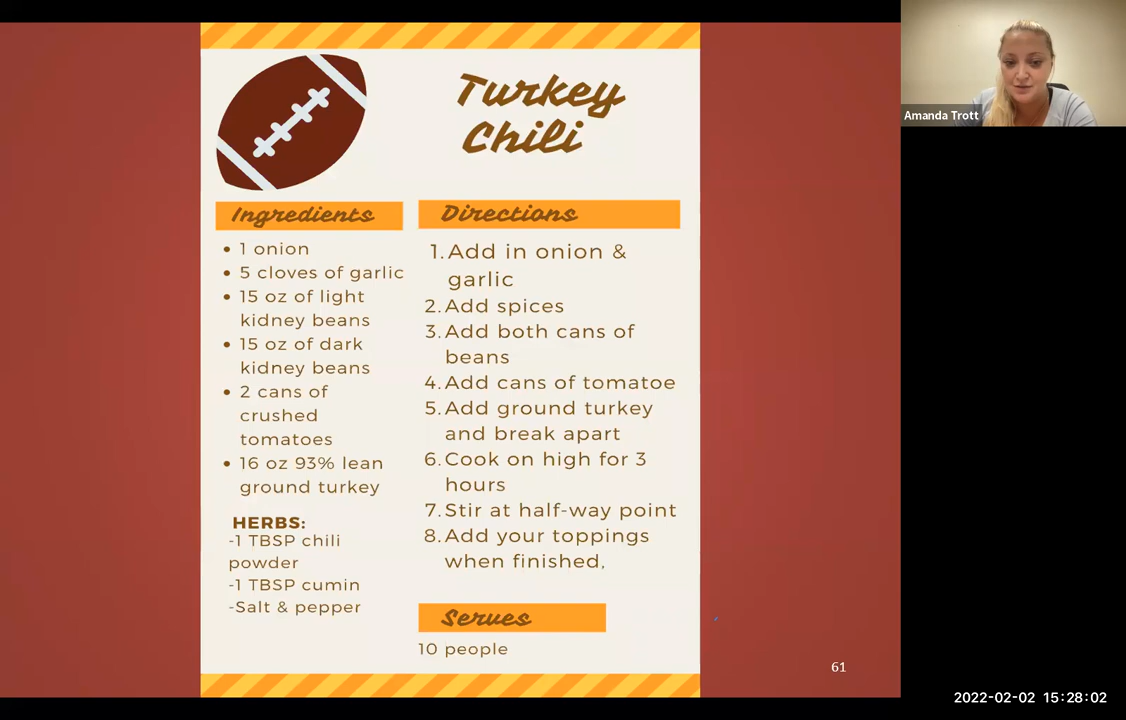 Turkey
Chili
Ingredients
• 1 onion
• 5 cloves of garlic
• 15 oz of light
kidney beans
• 15 oz of dark
kidney beans
• 2 cans of
crushed
tomatoes
• 16 oz 93% lean
ground turkey
HERBS:
-1 TBSP chili
powder
-1 TBSP cumin
-Salt & pepper
Directions
1. Add in onion &
garlic
2. Add spices
3. Add both cans of
beans
4. Add cans of tomatoe
5. Add ground turkey
and break apart
6. Cook on high for 3
hours
7. Stir at half-way point
8. Add your toppings
when finished,
Serves
10 people
61
Amanda Trott
2022-02-02 15:28:02